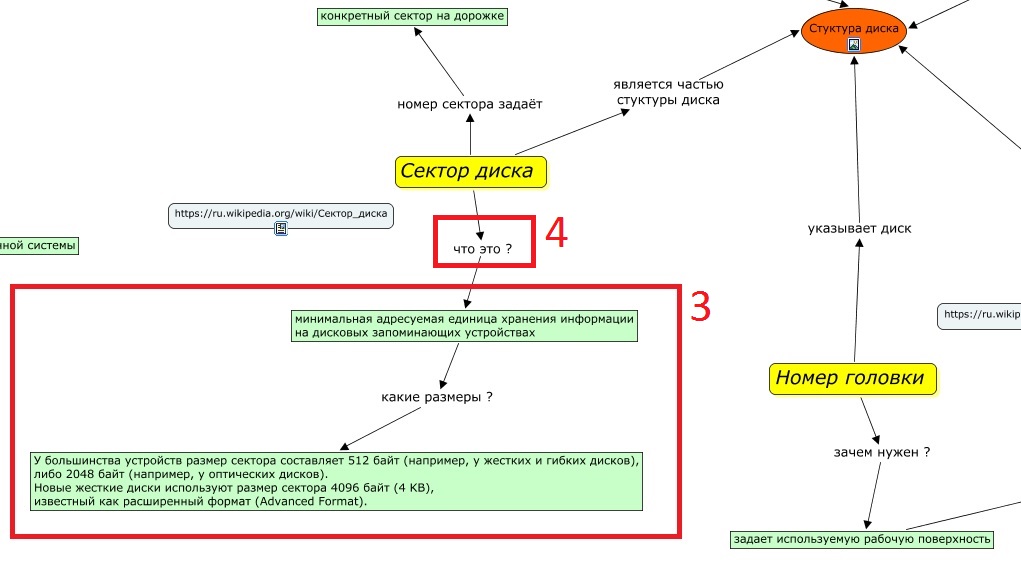 конкретный сектор на дорожке
Стуктура диска
является частью
стуктуры диска
номер сектора задаёт
Сектор диска
https://ru.wikipedia.org/wiki/Сектор_диска
4
указывает диск
нной системы
что это ?
3
https://ru.wikip
минимальная адресуемая единица хранения информации
на дисковых запоминающих устройствах
Номер головки
какие размеры ?
зачем нужен ?
У большинства устройств размер сектора составляет 512 байт (например, у жестких и гибких дисков),
либо 2048 байт (например, у оптических дисков).
Новые жесткие диски используют размер сектора 4096 байт (4 KB),
известный как расширенный формат (Advanced Format).
задает используемую рабочую поверхность